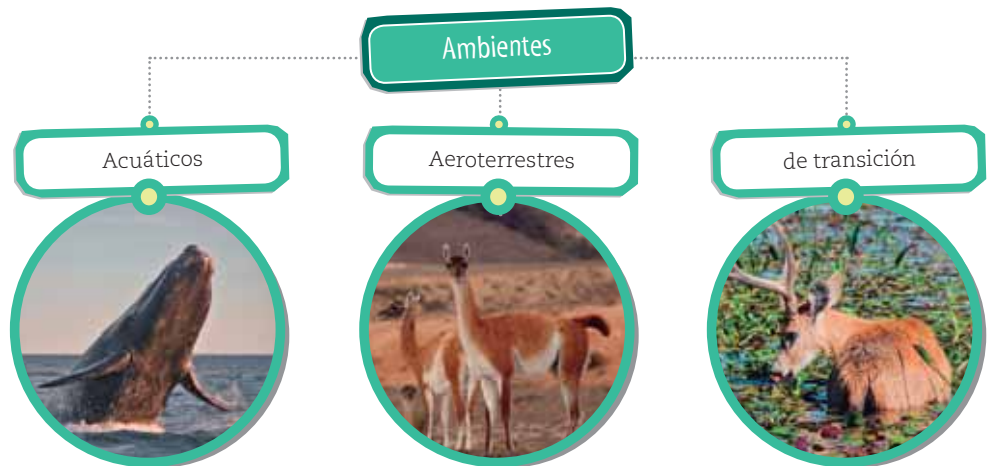 Ambientes
Acuáticos
Aeroterrestres
de transición